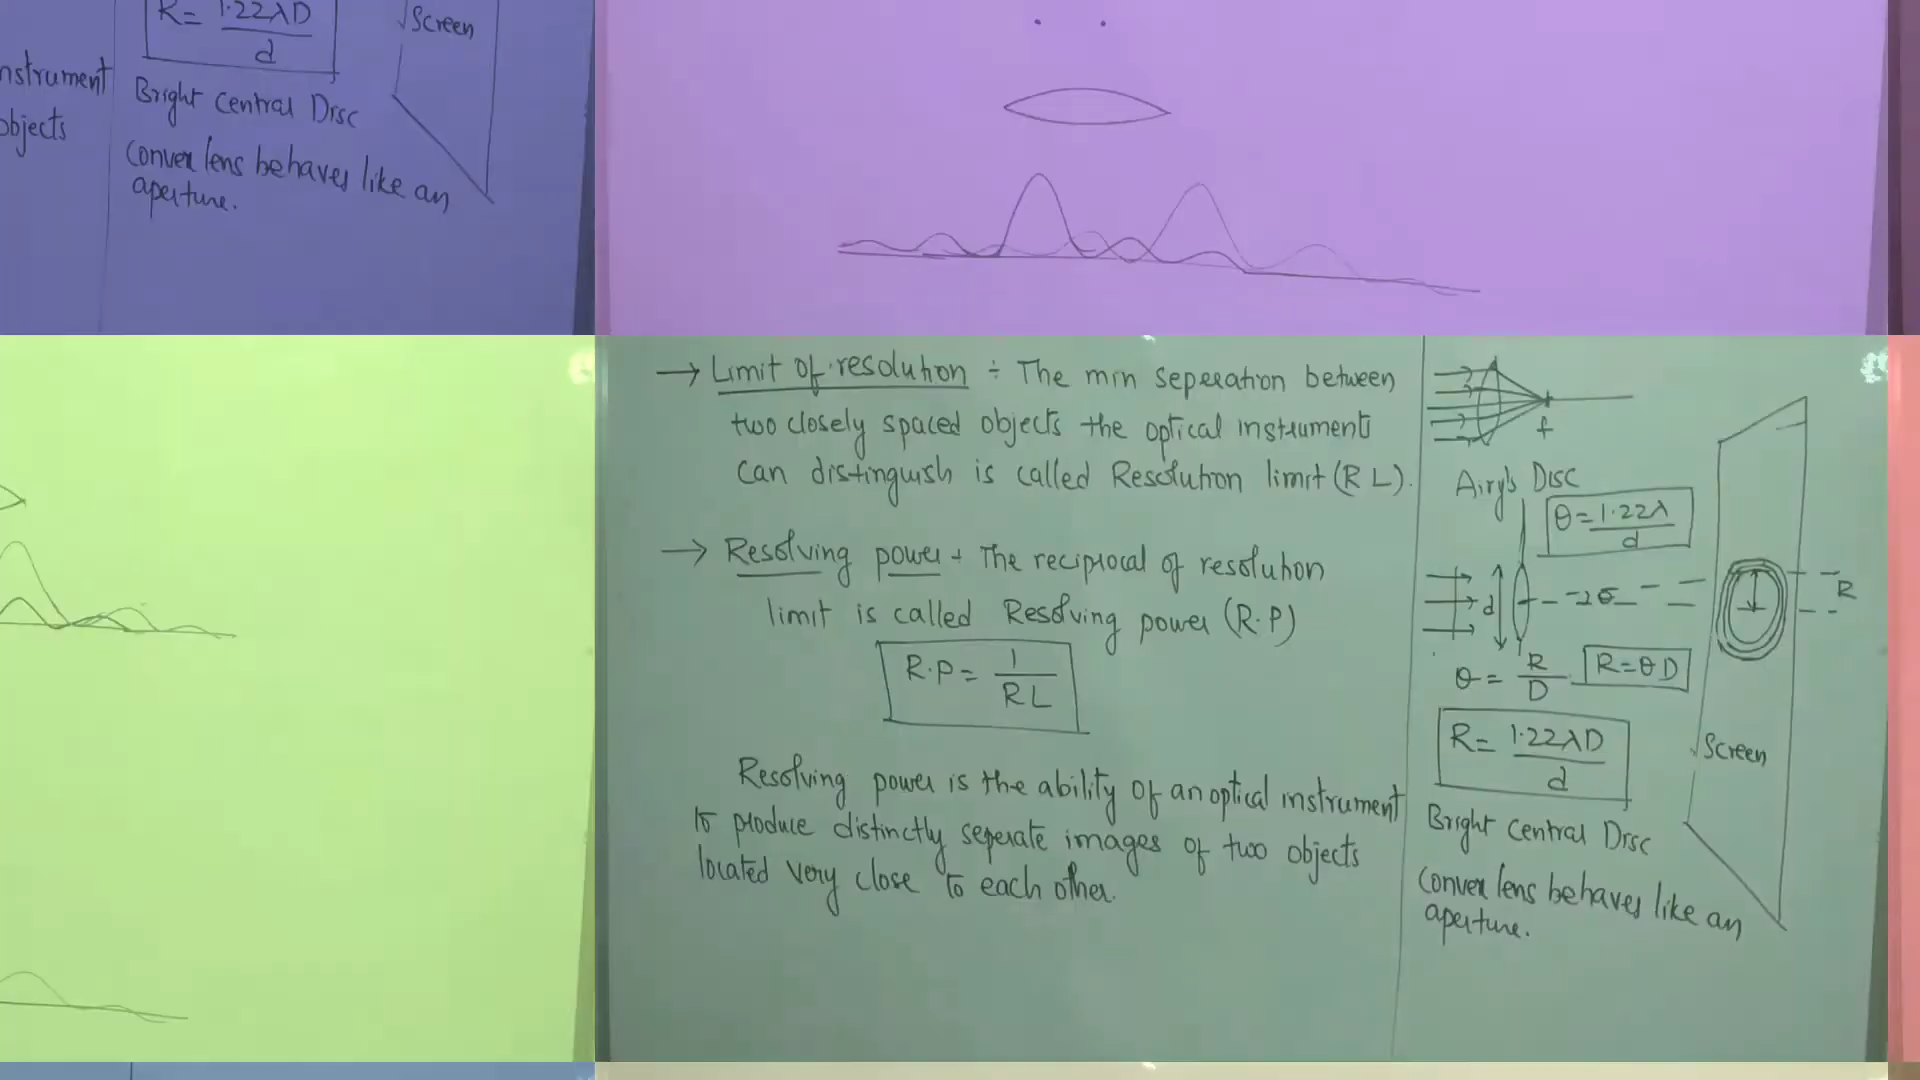 R= 1.22λD
d
Screen
nstrument
objects
Bright Central Disc
Convex lens behaves like an
aperture.
→ Limit of resolution ÷ The min seperation between
two closely spaced objects the optical instrument
can distinguish is called Resolution limit (R L).
→ Resolving power ÷ The reciprocal of resolution
limit is called Resolving power (R.P)
R.P = 1
RL
Resolving power is the ability of an optical instrument
to produce distinctly seperate images of two objects
located very close to each other.
f
Airy's Disc
θ = 1.22λ
d
d
2θ
R
θ = R
D
R = θ D
R = 1.22λD
d
Screen
Bright Central Disc
Convex lens behaves like an
aperture.